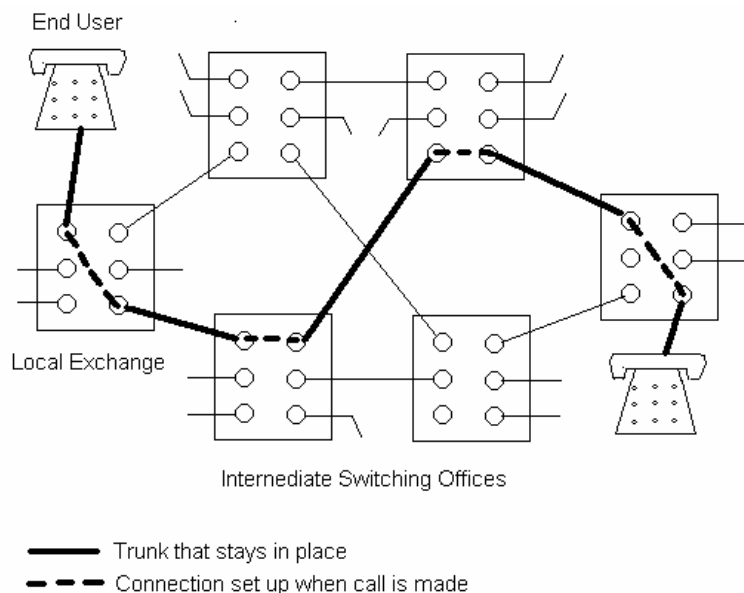 End User
Local Exchange
Internediate Switching Offices
Trunk that stays in place
Connection set up when call is made